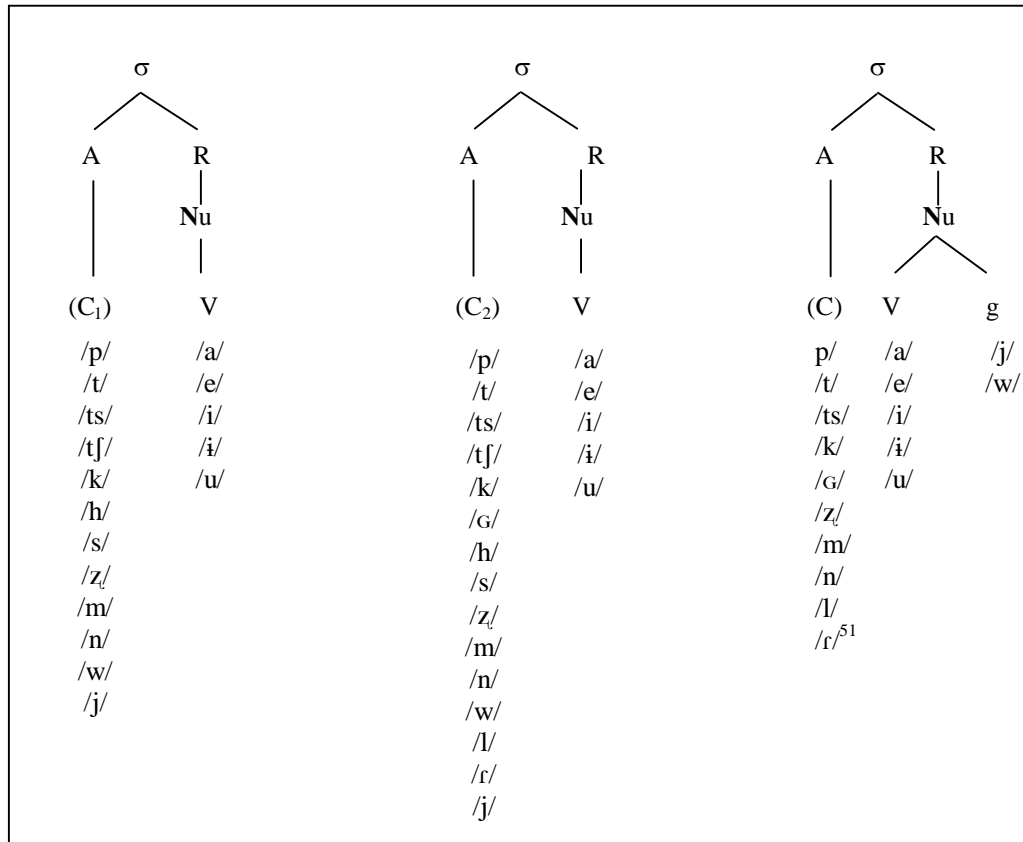 σ σ σ
A R A R A R
Nu Nu Nu
(C₁) V (C₂) V (C) V g
/p/ /a/ /p/ /a/ p/ /a/ /j/
/t/ /e/ /t/ /e/ /t/ /e/ /w/
/ts/ /i/ /ts/ /i/ /ts/ /i/
/tʃ/ /ɨ/ /tʃ/ /ɨ/ /k/ /ɨ/
/k/ /u/ /k/ /u/ /ɢ/ /u/
/h/ /ɢ/ /ʐ/
/s/ /h/ /m/
/ʐ/ /s/ /n/
/m/ /ʐ/ /l/
/n/ /m/ /ɾ/⁵¹
/w/ /n/
/j/ /w/
/l/
/ɾ/
/j/